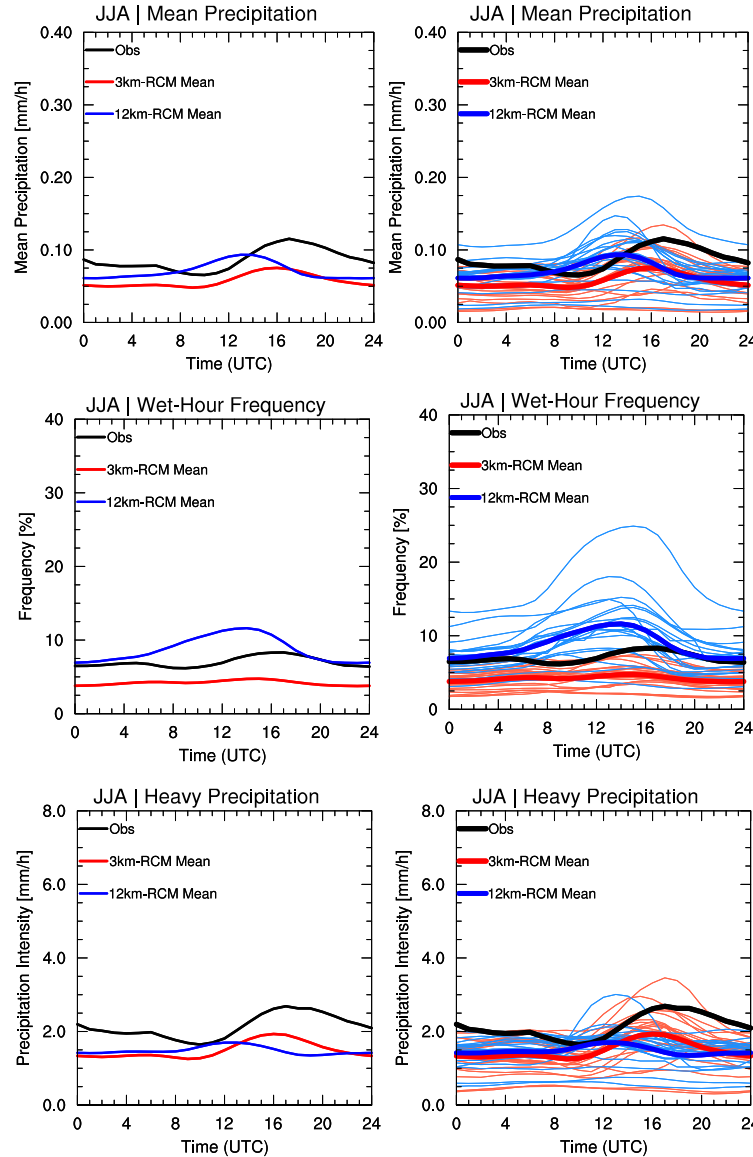 JJA | Mean Precipitation
0.40
0.30
0.20
0.10
0.00
Mean Precipitation [mm/h]
Obs
3km-RCM Mean
12km-RCM Mean
0 4 8 12 16 20 24
Time (UTC)
JJA | Mean Precipitation
0.40
0.30
0.20
0.10
0.00
Mean Precipitation [mm/h]
Obs
3km-RCM Mean
12km-RCM Mean
0 4 8 12 16 20 24
Time (UTC)
JJA | Wet-Hour Frequency
40
30
20
10
0
Frequency [%]
Obs
3km-RCM Mean
12km-RCM Mean
0 4 8 12 16 20 24
Time (UTC)
JJA | Wet-Hour Frequency
40
30
20
10
0
Frequency [%]
Obs
3km-RCM Mean
12km-RCM Mean
0 4 8 12 16 20 24
Time (UTC)
JJA | Heavy Precipitation
8.0
6.0
4.0
2.0
0.0
Precipitation Intensity [mm/h]
Obs
3km-RCM Mean
12km-RCM Mean
0 4 8 12 16 20 24
Time (UTC)
JJA | Heavy Precipitation
8.0
6.0
4.0
2.0
0.0
Precipitation Intensity [mm/h]
Obs
3km-RCM Mean
12km-RCM Mean
0 4 8 12 16 20 24
Time (UTC)